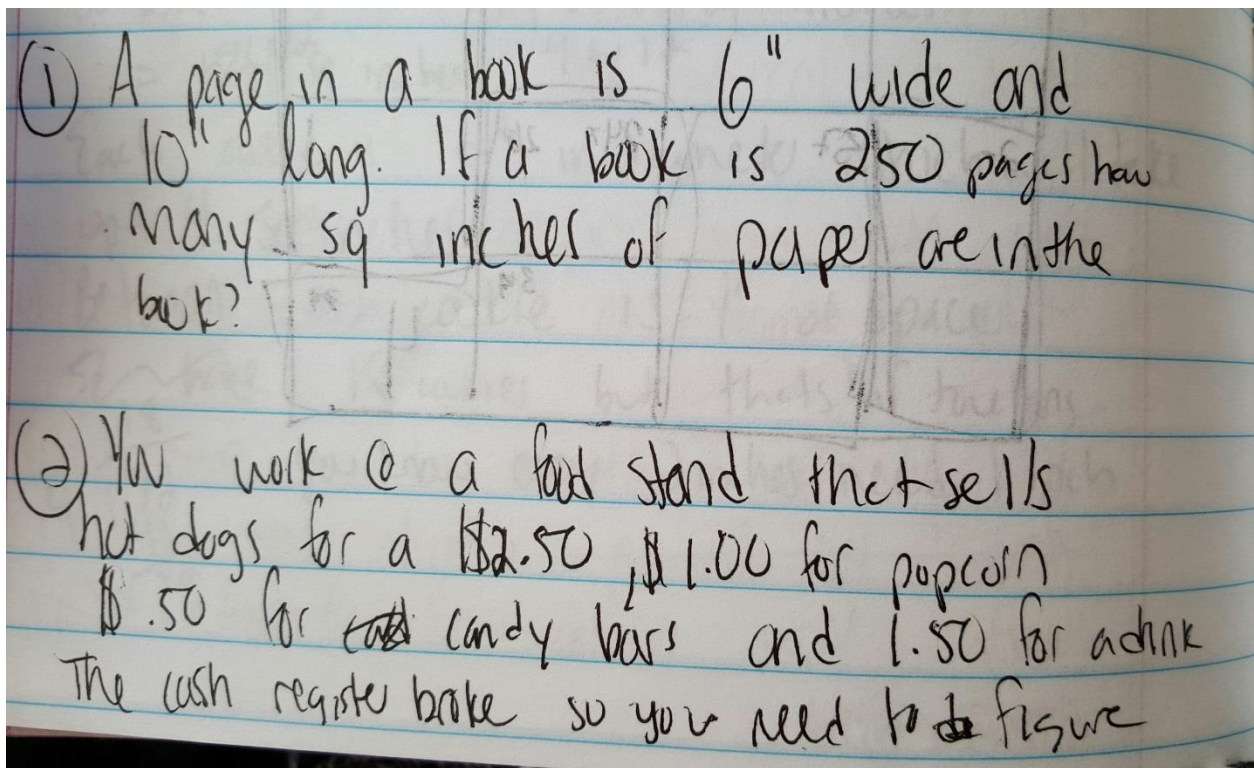 ① A page in a book is 6" wide and
10" long. If a book is 250 pages how
many sq inches of paper are in the
book?
② You work @ a food stand that sells
hot dogs for a $2.50, $1.00 for popcorn
$.50 for candy bars and 1.50 for a drink
The cash register broke so you need to figure